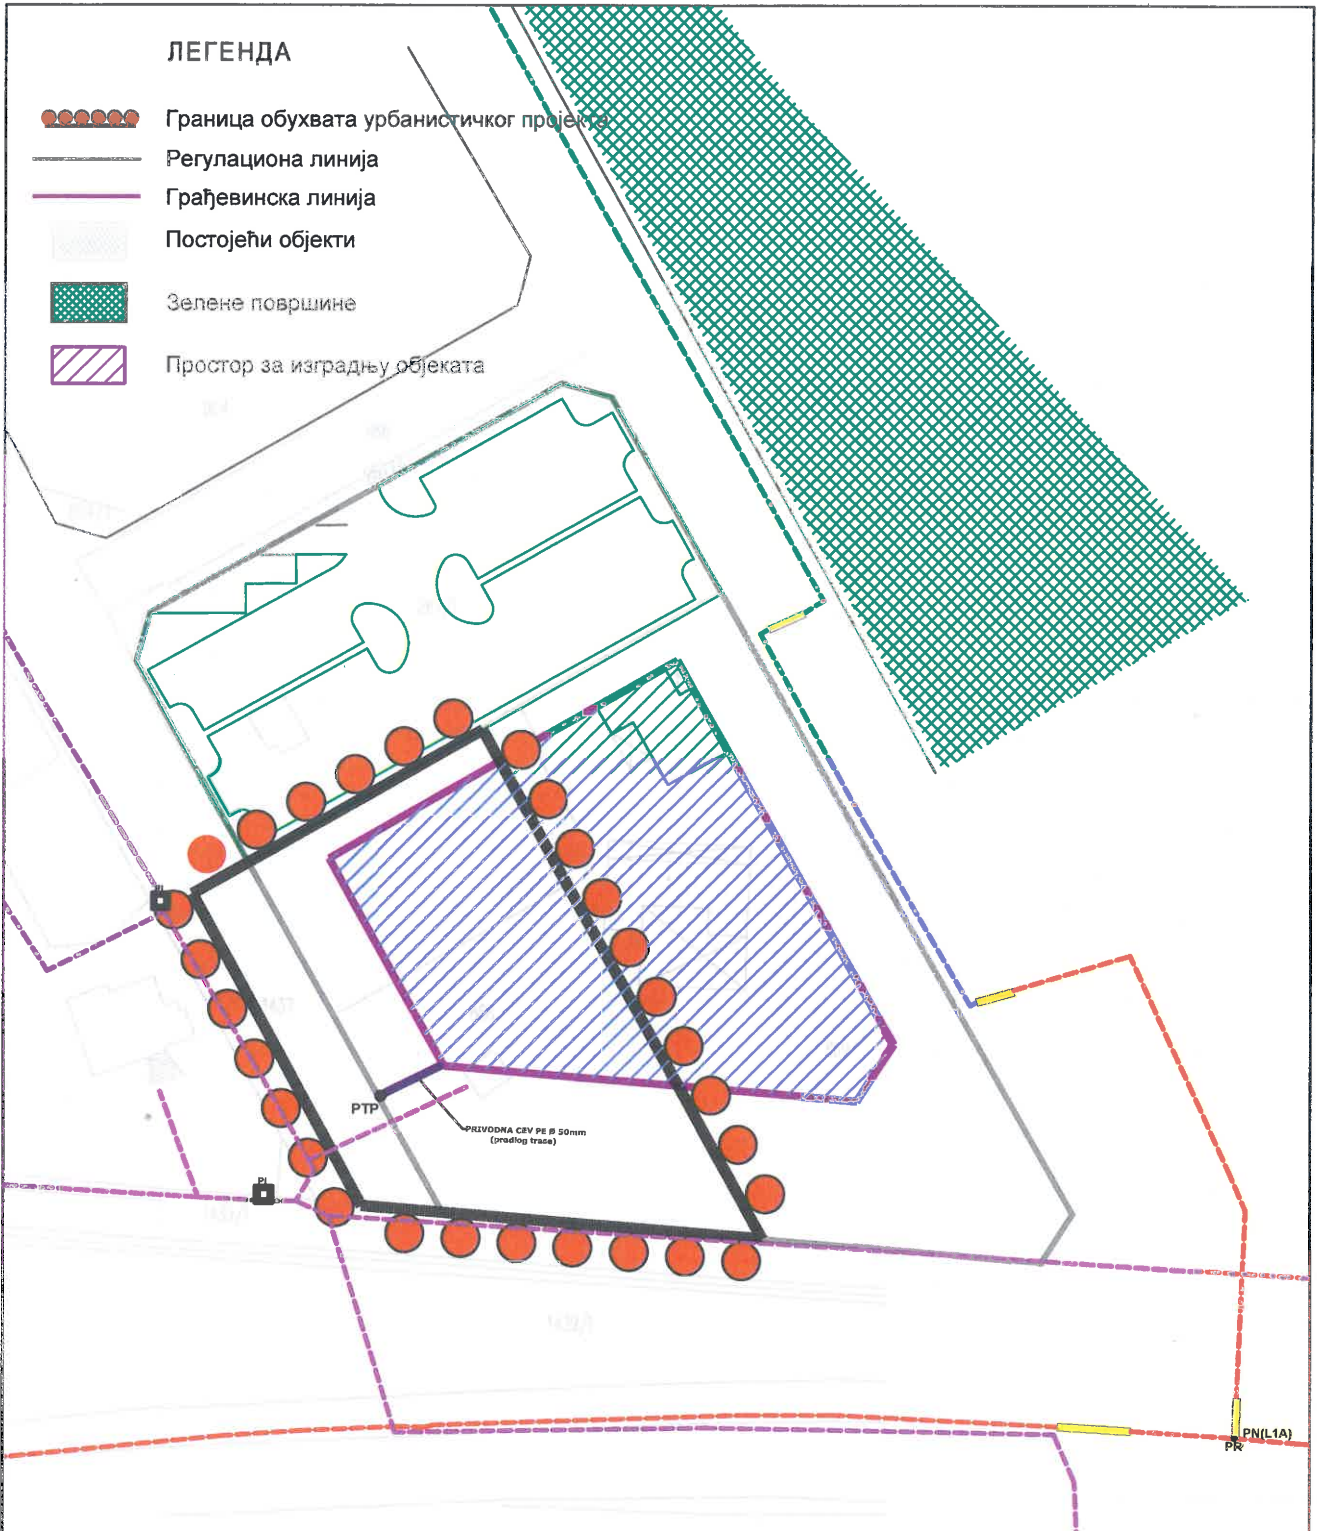 ЛЕГЕНДА
Граница обухвата урбанистичког пројекта
Регулациона линија
Грађевинска линија
Постојећи објекти
Зелене површине
Простор за изградњу објеката
PTP
PRIVODNA CEV PE Ø 50mm
(predlog trase)
PI
PN(L1A)
PR